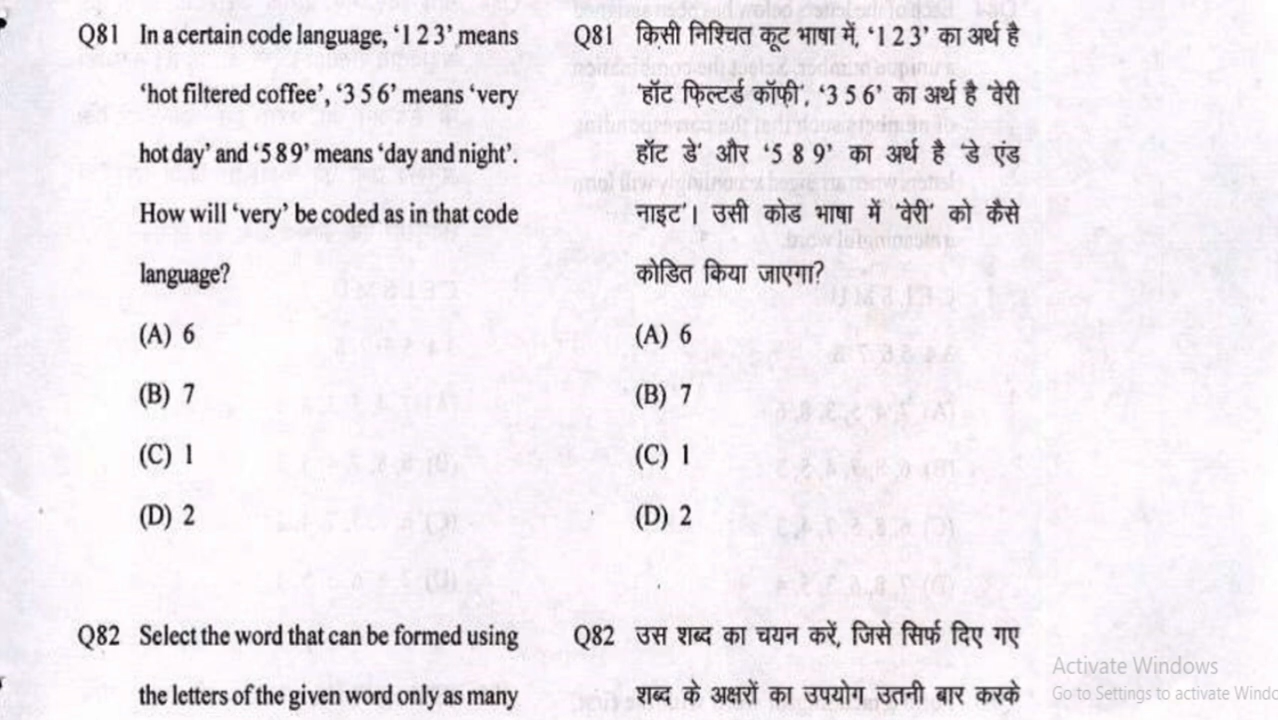 Q81 In a certain code language, ‘1 2 3’ means
‘hot filtered coffee’, ‘3 5 6’ means ‘very
hot day’ and ‘5 8 9’ means ‘day and night’.
How will ‘very’ be coded as in that code
language?
(A) 6
(B) 7
(C) 1
(D) 2
Q82 Select the word that can be formed using
the letters of the given word only as many
Q81 किसी निश्चित कूट भाषा में, ‘1 2 3’ का अर्थ है
‘हॉट फ़िल्टर्ड कॉफ़ी’, ‘3 5 6’ का अर्थ है ‘वेरी
हॉट डे’ और ‘5 8 9’ का अर्थ है ‘डे एंड
नाइट’। उसी कोड भाषा में ‘वेरी’ को कैसे
कोडित किया जाएगा?
(A) 6
(B) 7
(C) 1
(D) 2
Q82 उस शब्द का चयन करें, जिसे सिर्फ दिए गए
शब्द के अक्षरों का उपयोग उतनी बार करके
Activate Windows
Go to Settings to activate Windo